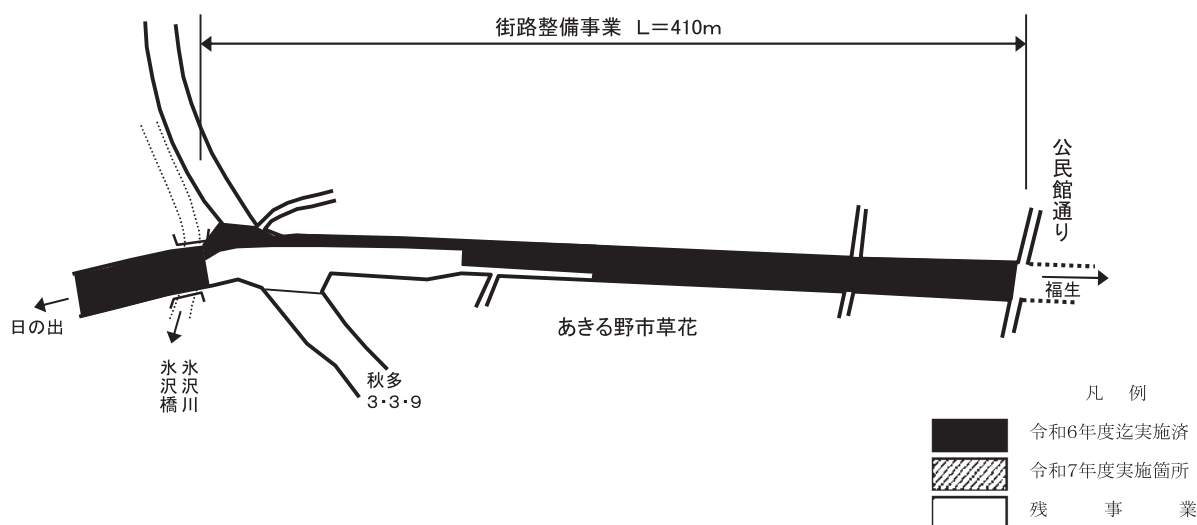 街路整備事業 L=410m
公民館通り
福生
日の出
氷沢川
氷沢橋
あきる野市草花
秋多
3・3・9
凡 例
令和6年度迄実施済
令和7年度実施箇所
残 事 業